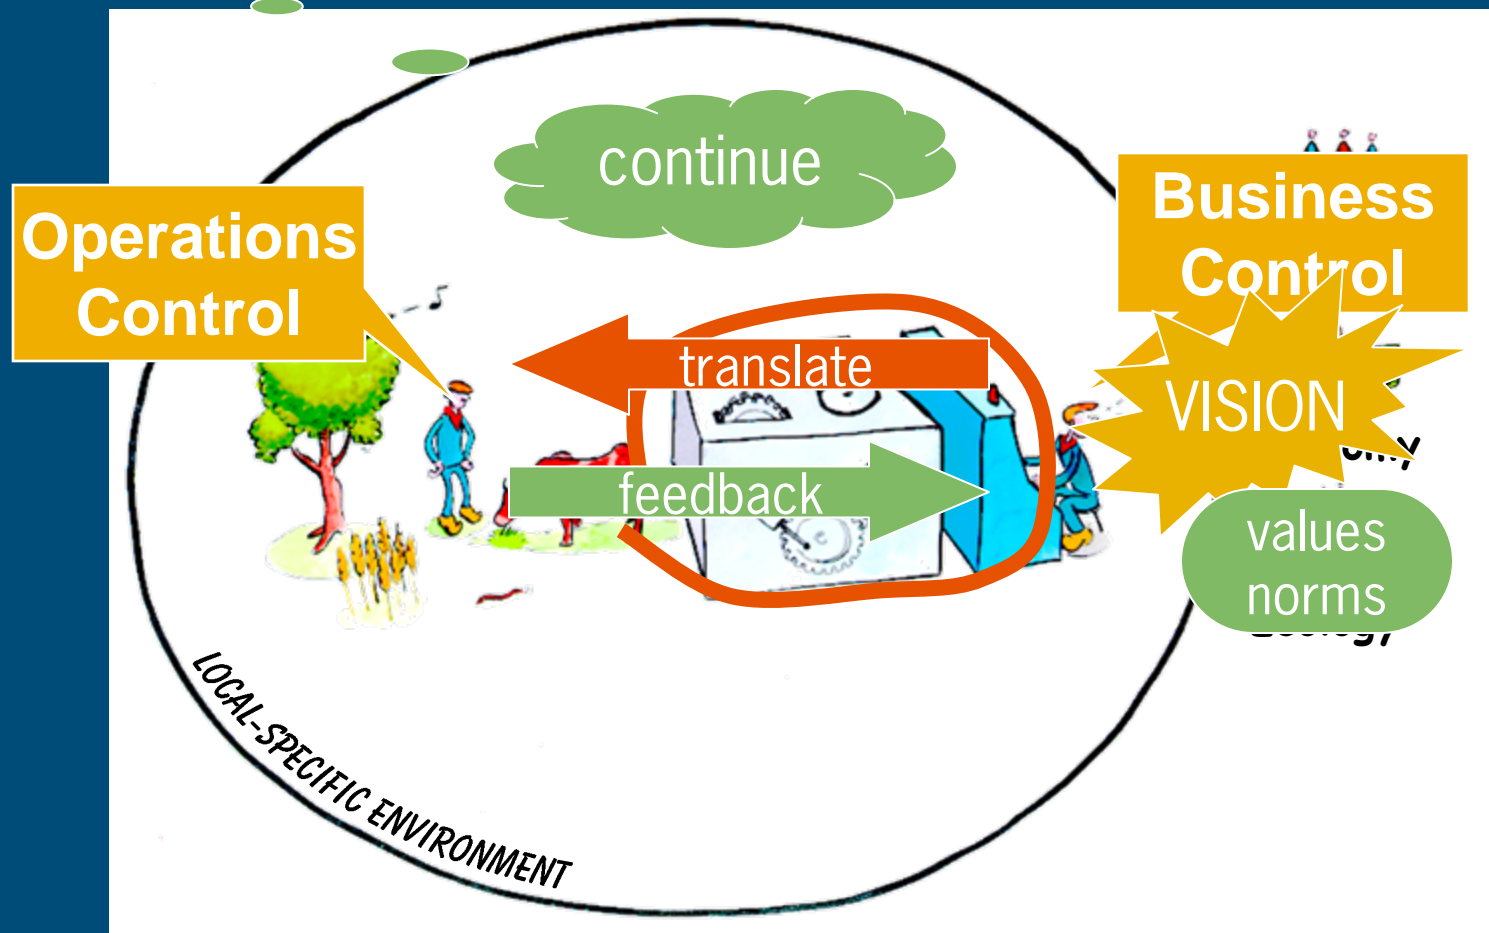 continue
Operations
Control
Business
Control
translate
VISION
feedback
values
norms
LOCAL-SPECIFIC ENVIRONMENT